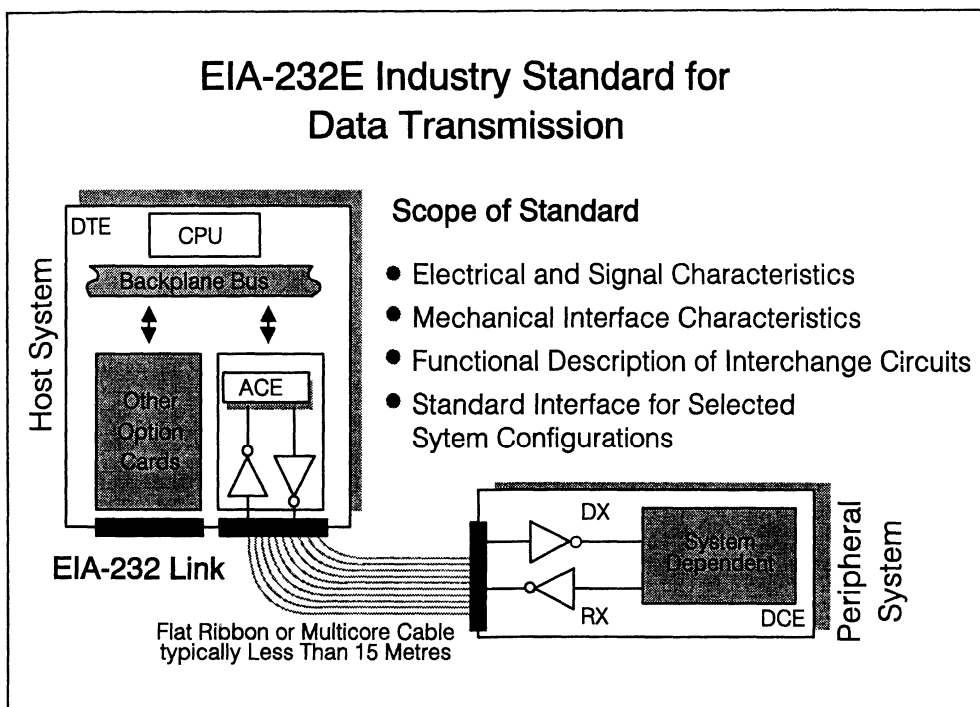 EIA-232E Industry Standard for
Data Transmission
Host System
DTE
CPU
Backplane Bus
Other
Option
Cards
ACE
EIA-232 Link
Scope of Standard
● Electrical and Signal Characteristics
● Mechanical Interface Characteristics
● Functional Description of Interchange Circuits
● Standard Interface for Selected
Sytem Configurations
Flat Ribbon or Multicore Cable
typically Less Than 15 Metres
DX
RX
System
Dependent
DCE
Peripheral
System